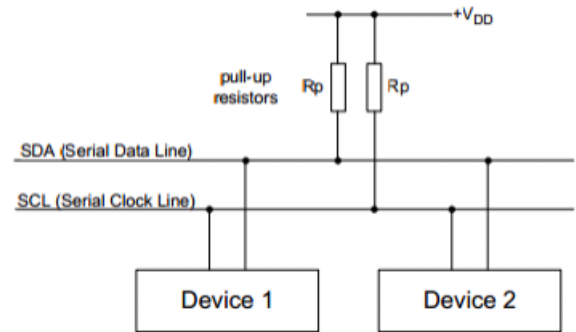 +VDD
pull-up
resistors
Rp
Rp
SDA (Serial Data Line)
SCL (Serial Clock Line)
Device 1
Device 2